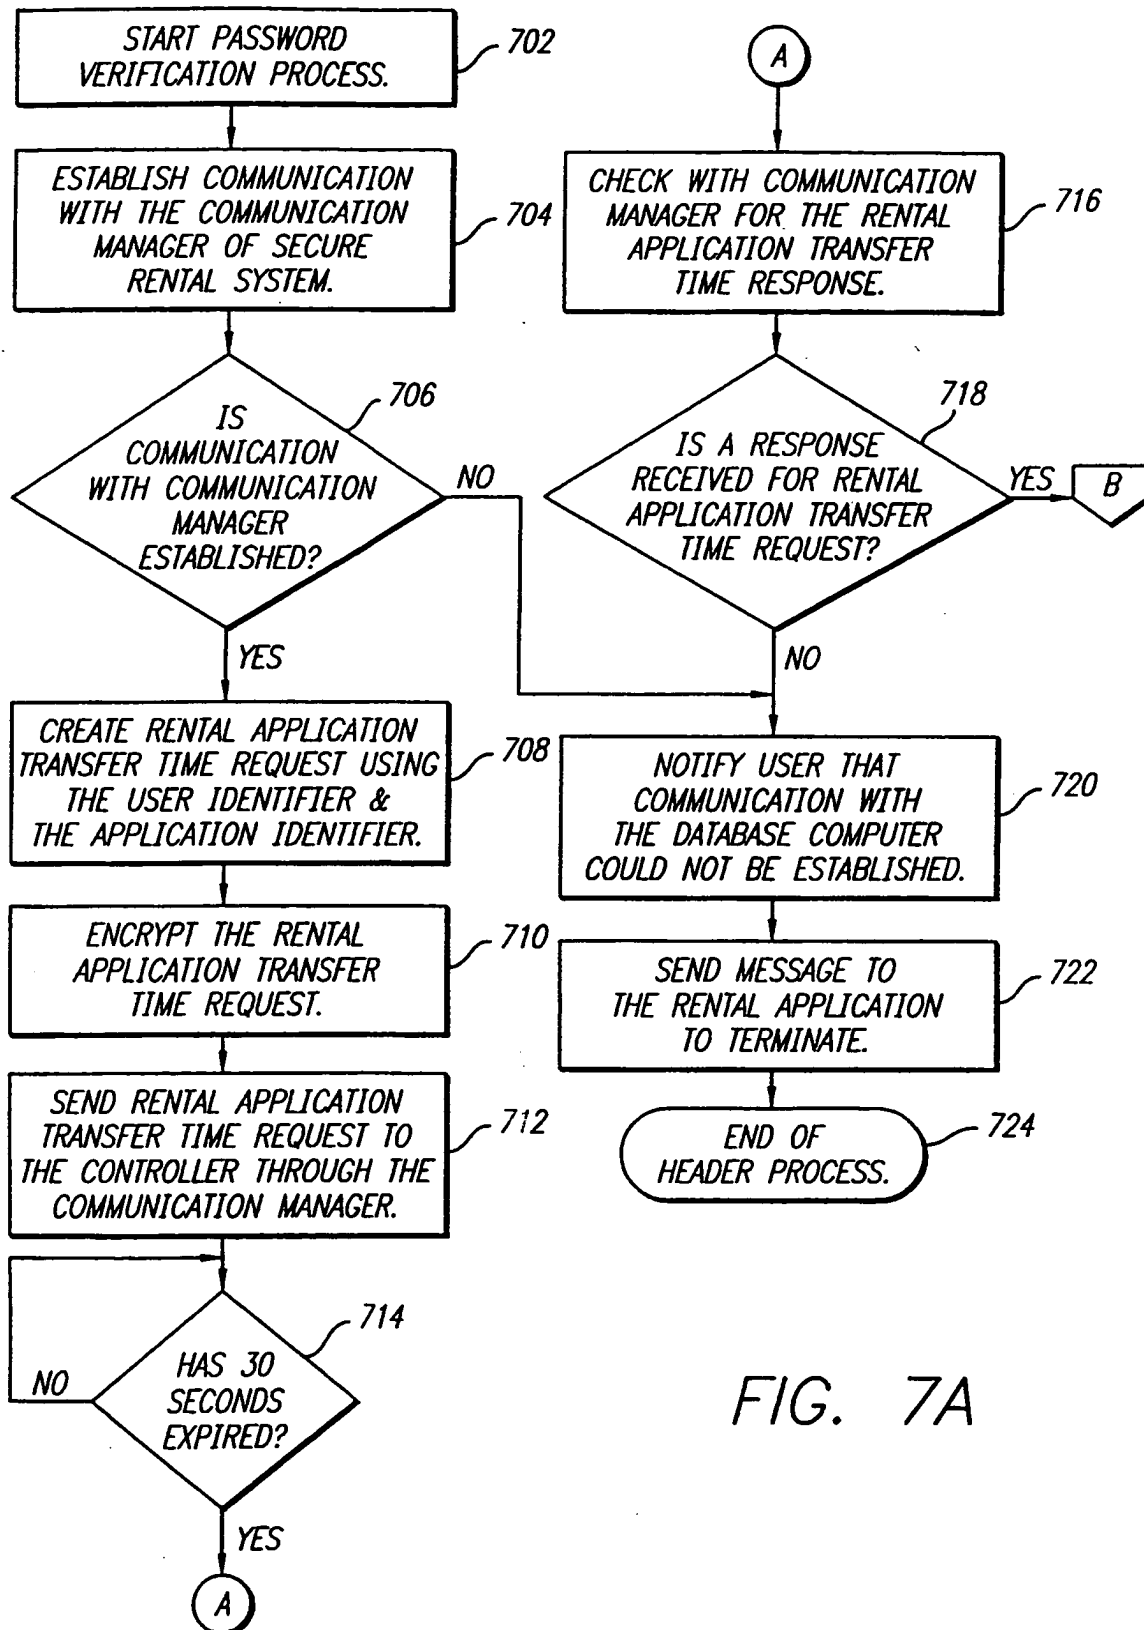 START PASSWORD
VERIFICATION PROCESS.
702
ESTABLISH COMMUNICATION
WITH THE COMMUNICATION
MANAGER OF SECURE
RENTAL SYSTEM.
704
IS
COMMUNICATION
WITH COMMUNICATION
MANAGER
ESTABLISHED?
706
NO
YES
CREATE RENTAL APPLICATION
TRANSFER TIME REQUEST USING
THE USER IDENTIFIER &
THE APPLICATION IDENTIFIER.
708
ENCRYPT THE RENTAL
APPLICATION TRANSFER
TIME REQUEST.
710
SEND RENTAL APPLICATION
TRANSFER TIME REQUEST TO
THE CONTROLLER THROUGH THE
COMMUNICATION MANAGER.
712
HAS 30
SECONDS
EXPIRED?
714
NO
YES
A
A
CHECK WITH COMMUNICATION
MANAGER FOR THE RENTAL
APPLICATION TRANSFER
TIME RESPONSE.
716
IS A RESPONSE
RECEIVED FOR RENTAL
APPLICATION TRANSFER
TIME REQUEST?
718
YES
B
NO
NOTIFY USER THAT
COMMUNICATION WITH
THE DATABASE COMPUTER
COULD NOT BE ESTABLISHED.
720
SEND MESSAGE TO
THE RENTAL APPLICATION
TO TERMINATE.
722
END OF
HEADER PROCESS.
724
FIG. 7A